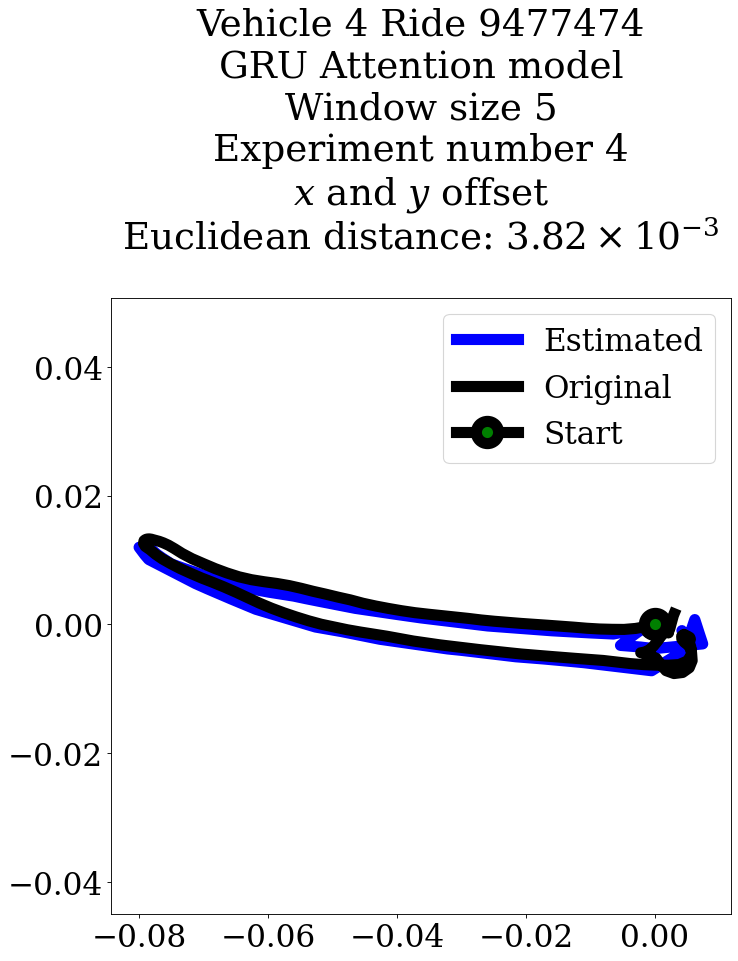 Vehicle 4 Ride 9477474
GRU Attention model
Window size 5
Experiment number 4
x and y offset
Euclidean distance: 3.82 × 10⁻³
Estimated
Original
Start
0.04
0.02
0.00
−0.02
−0.04
−0.08 −0.06 −0.04 −0.02 0.00